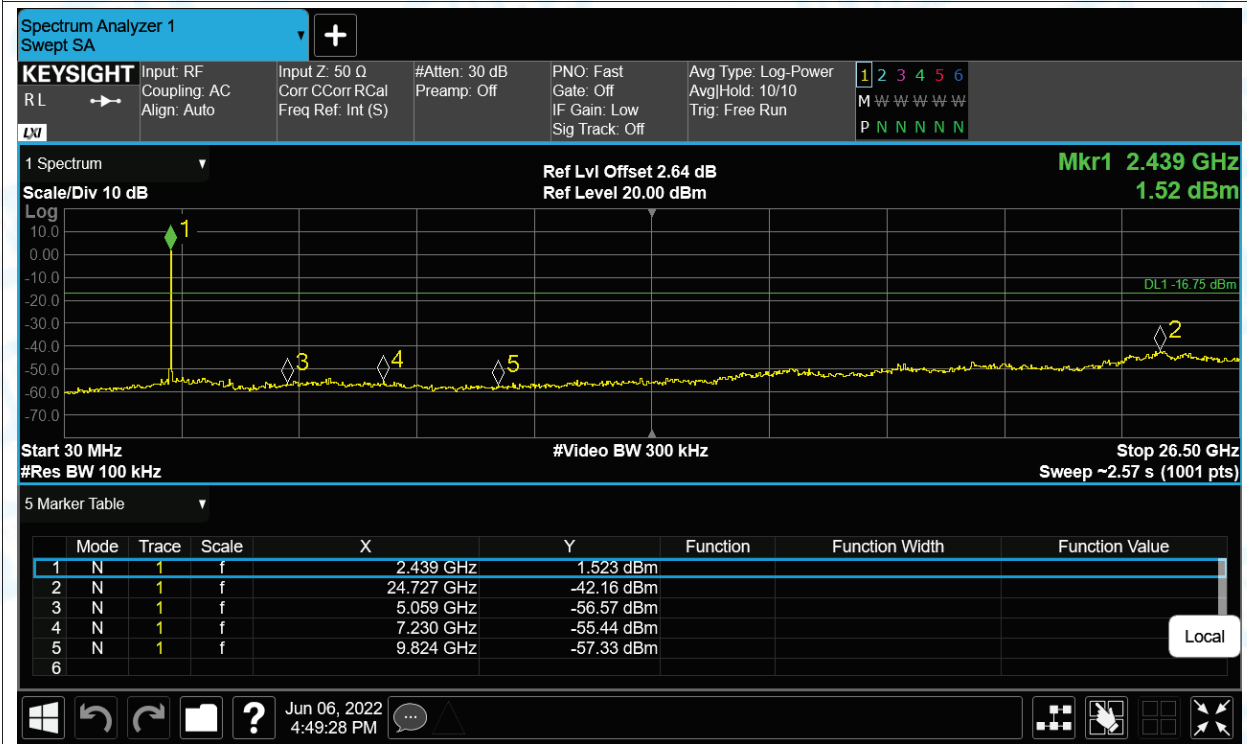 Spectrum Analyzer 1
Swept SA
KEYSIGHT
R L
LXI
Input: RF
Coupling: AC
Align: Auto
Input Z: 50 Ω
Corr CCorr RCal
Freq Ref: Int (S)
#Atten: 30 dB
Preamp: Off
PNO: Fast
Gate: Off
IF Gain: Low
Sig Track: Off
Avg Type: Log-Power
Avg|Hold: 10/10
Trig: Free Run
1 2 3 4 5 6
M W W W W W
P N N N N N
1 Spectrum
Scale/Div 10 dB
Ref Lvl Offset 2.64 dB
Ref Level 20.00 dBm
Mkr1 2.439 GHz
1.52 dBm
Log
10.0
0.00
-10.0
-20.0
-30.0
-40.0
-50.0
-60.0
-70.0
1
DL1 -16.75 dBm
2
3
4
5
Start 30 MHz
#Res BW 100 kHz
#Video BW 300 kHz
Stop 26.50 GHz
Sweep ~2.57 s (1001 pts)
5 Marker Table
Mode Trace Scale X Y Function Function Width Function Value
1 N 1 f 2.439 GHz 1.523 dBm
2 N 1 f 24.727 GHz -42.16 dBm
3 N 1 f 5.059 GHz -56.57 dBm
4 N 1 f 7.230 GHz -55.44 dBm
5 N 1 f 9.824 GHz -57.33 dBm
6
Local
?
Jun 06, 2022
4:49:28 PM